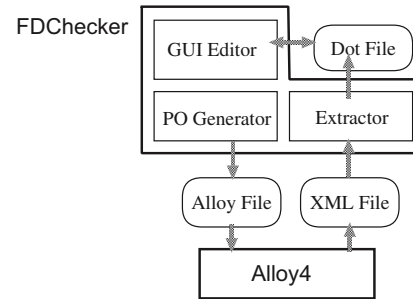 FDChecker
GUI Editor
Dot File
PO Generator
Extractor
Alloy File
XML File
Alloy4